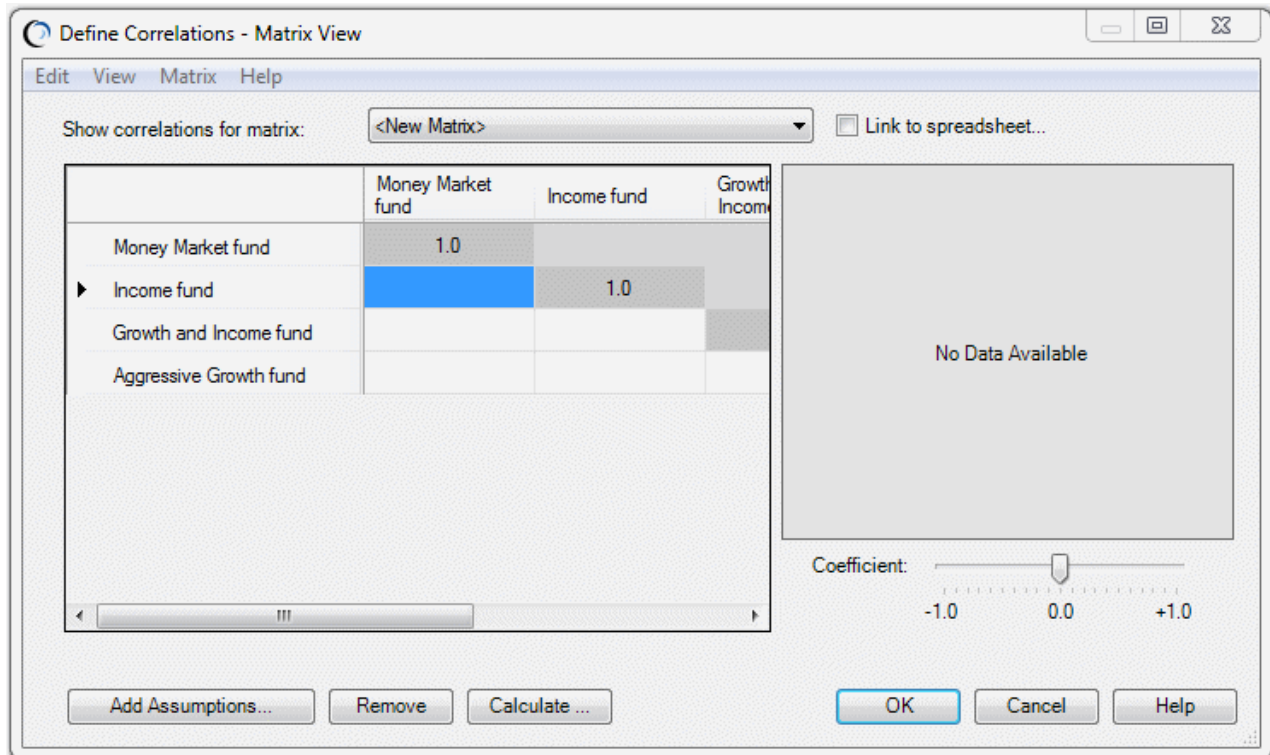 Define Correlations - Matrix View
Edit View Matrix Help
Show correlations for matrix: <New Matrix> Link to spreadsheet...
Money Market fund Income fund Growth Income
Money Market fund 1.0
Income fund 1.0
Growth and Income fund
Aggressive Growth fund
No Data Available
Coefficient:
-1.0 0.0 +1.0
Add Assumptions... Remove Calculate ... OK Cancel Help